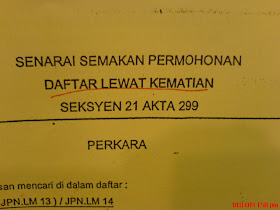 SENARAI SEMAKAN PERMOHONAN
DAFTAR LEWAT KEMATIAN
SEKSYEN 21 AKTA 299
PERKARA
san mencari di dalam daftar :
JPN.LM 13 ) / JPN.LM 14